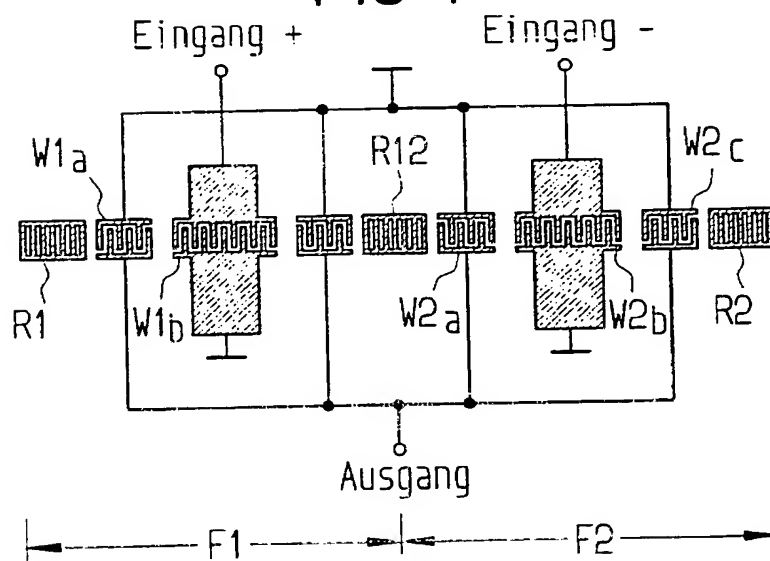 Eingang +
Eingang -
W1a
R12
W2c
R1
W1b
W2a
W2b
R2
Ausgang
F1
F2